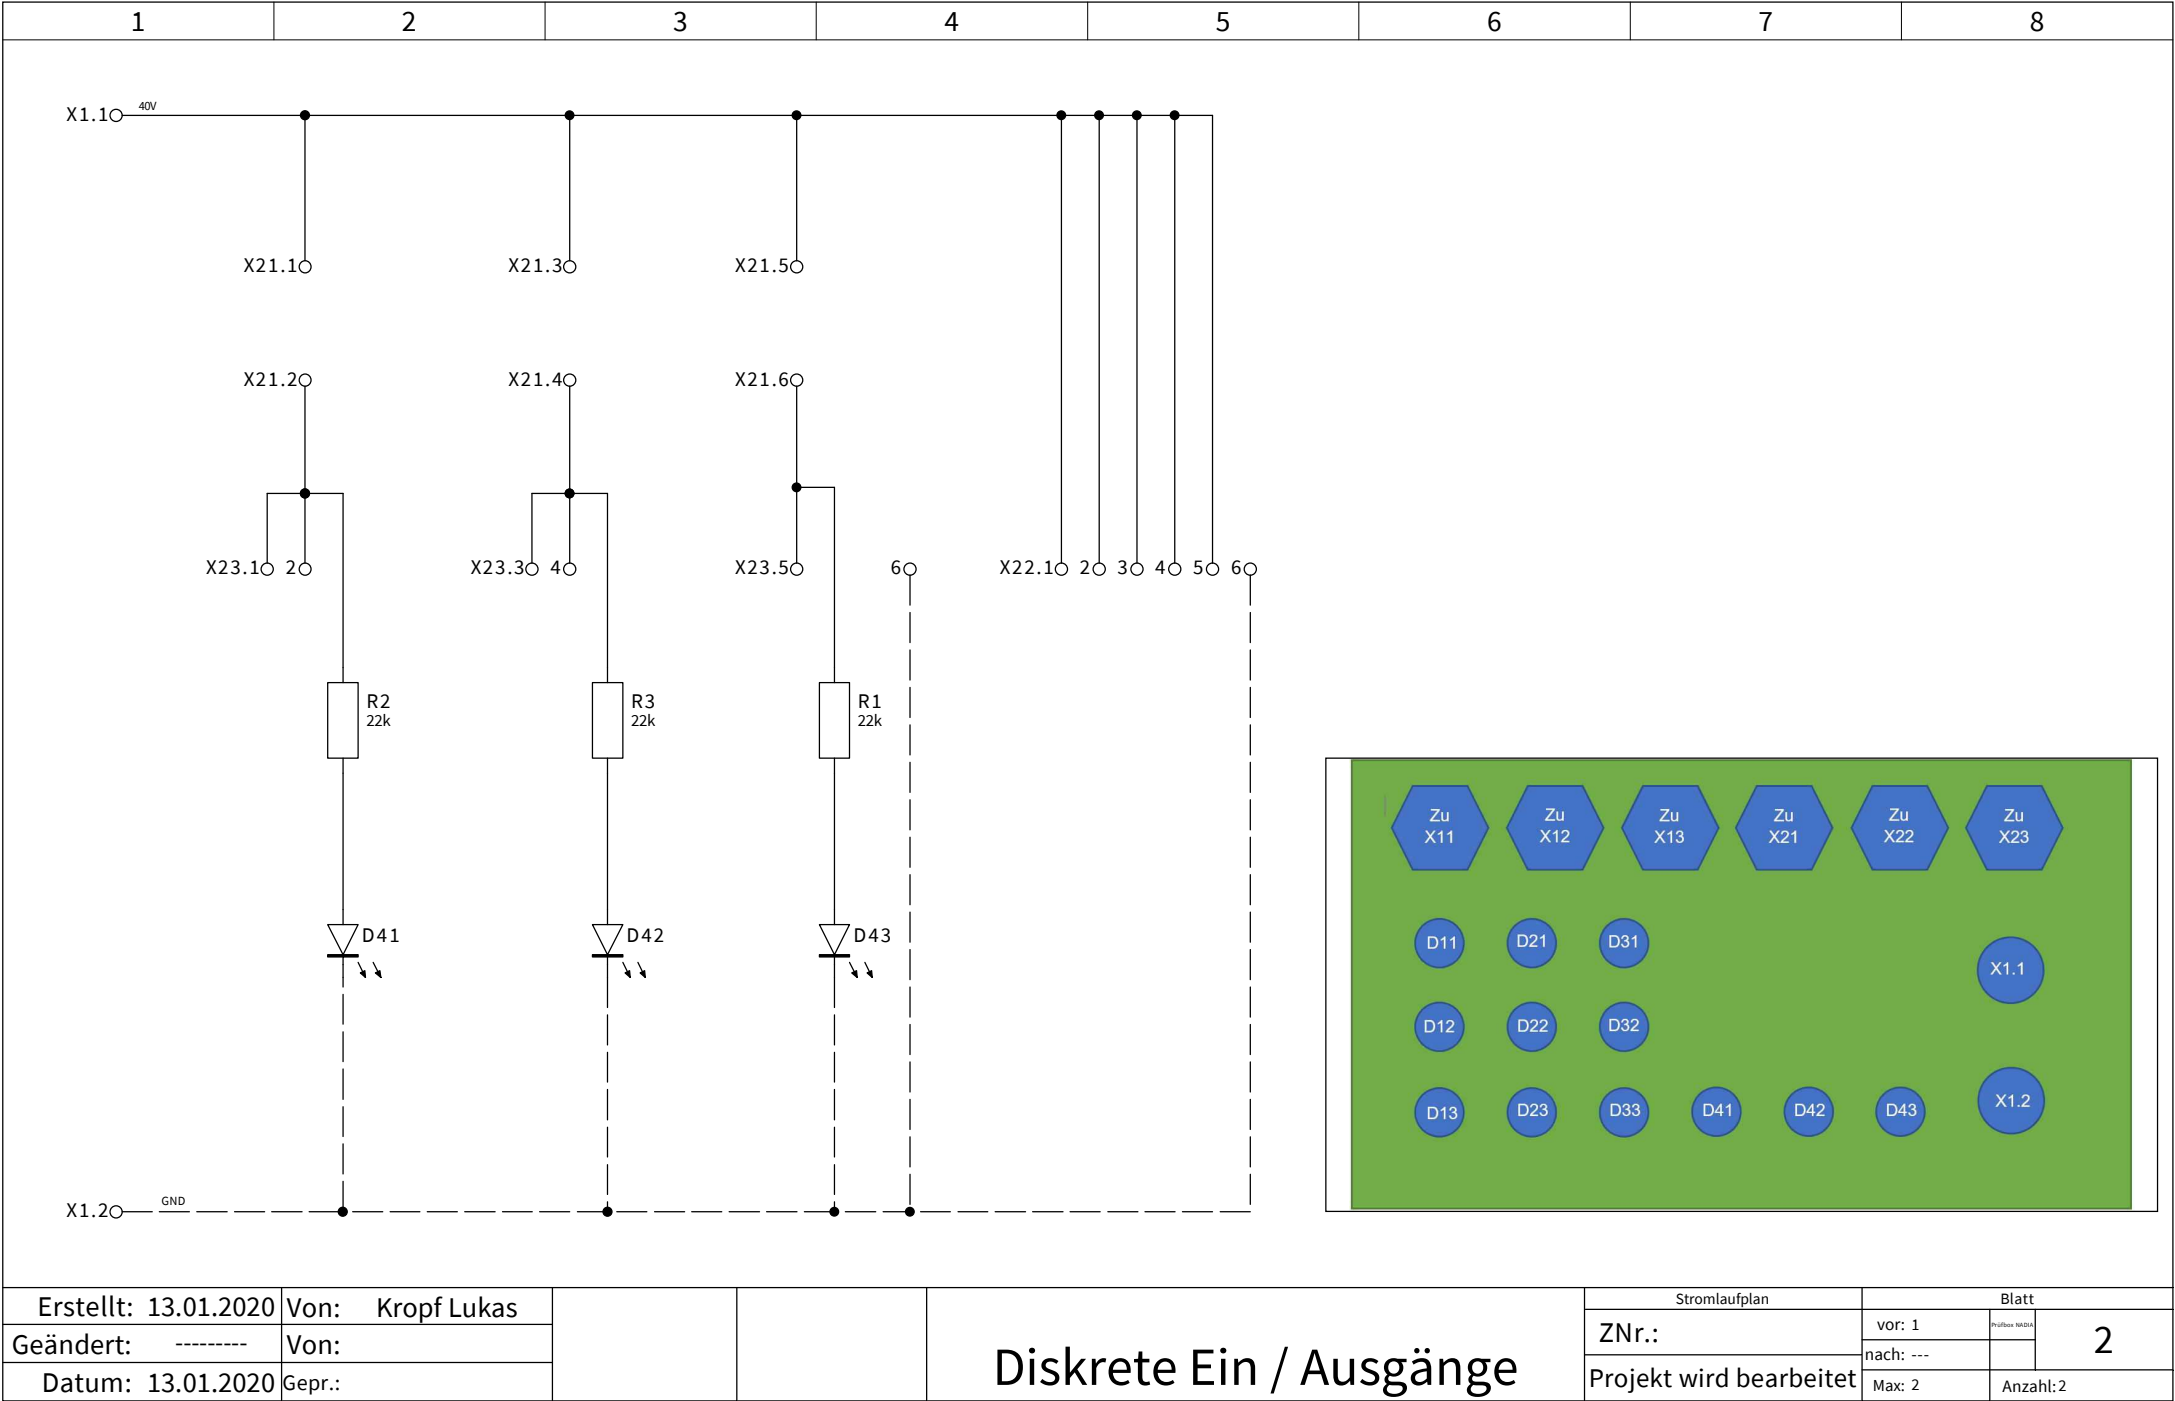 1 2 3 4 5 6 7 8
X1.1 40V
X21.1 X21.3 X21.5
X21.2 X21.4 X21.6
X23.1 2 X23.3 4 X23.5 6 X22.1 2 3 4 5 6
R2 R3 R1
22k 22k 22k
Zu Zu Zu Zu Zu Zu
X11 X12 X13 X21 X22 X23
D41 D42 D43
D11 D21 D31
X1.1
D12 D22 D32
D13 D23 D33 D41 D42 D43
X1.2
X1.2 GND
Erstellt: 13.01.2020 Von: Kropf Lukas
Geändert: --------- Von:
Datum: 13.01.2020 Gepr.:
Diskrete Ein / Ausgänge
Stromlaufplan
ZNr.:
Projekt wird bearbeitet
Blatt
vor: 1 Prüfbox NADIA 2
nach: ---
Max: 2 Anzahl: 2